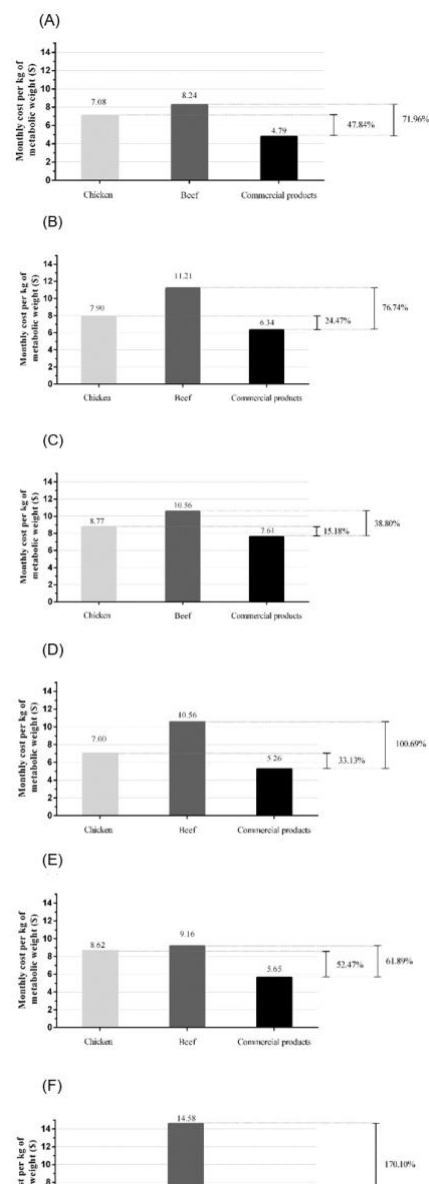 (A)
Monthly cost per kg of
metabolic weight ($)
14
12
10
8
6
4
2
0
7.08
8.24
4.79
47.84%
71.96%
Chicken
Beef
Commercial products
(B)
Monthly cost per kg of
metabolic weight ($)
14
12
10
8
6
4
2
0
7.90
11.21
6.34
24.47%
76.74%
Chicken
Beef
Commercial products
(C)
Monthly cost per kg of
metabolic weight ($)
14
12
10
8
6
4
2
0
8.77
10.56
7.61
15.18%
38.80%
Chicken
Beef
Commercial products
(D)
Monthly cost per kg of
metabolic weight ($)
14
12
10
8
6
4
2
0
7.00
10.56
5.26
33.13%
100.69%
Chicken
Beef
Commercial products
(E)
Monthly cost per kg of
metabolic weight ($)
14
12
10
8
6
4
2
0
8.62
9.16
5.65
52.47%
61.89%
Chicken
Beef
Commercial products
(F)
st per kg of
weight ($)
14
12
10
8
14.58
170.10%